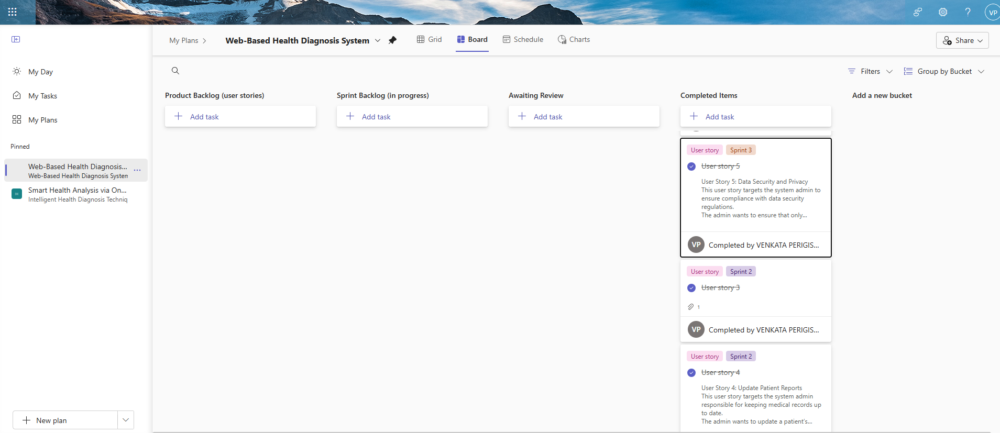 VP
My Plans
Web-Based Health Diagnosis System
Grid
Board
Schedule
Charts
Share
My Day
My Tasks
My Plans
Pinned
Web-Based Health Diagnosis...
Web-Based Health Diagnosis System
IH
Smart Health Analysis via On...
Intelligent Health Diagnosis Techniq
New plan
Filters
Group by Bucket
Product Backlog (user stories)
Add task
Sprint Backlog (in progress)
Add task
Awaiting Review
Add task
Completed Items
Add task
User story
Sprint 3
User story 5
User Story 5: Data Security and Privacy
This user story targets the system admin to
ensure compliance with data security
regulations.
The admin wants to ensure that only...
VP
Completed by VENKATA PERIGIS...
User story
Sprint 2
User story 3
1
VP
Completed by VENKATA PERIGIS...
User story
Sprint 2
User story 4
User Story 4: Update Patient Reports
This user story targets the system admin
responsible for keeping medical records up
to date.
The admin wants to update a patient's...
Add a new bucket